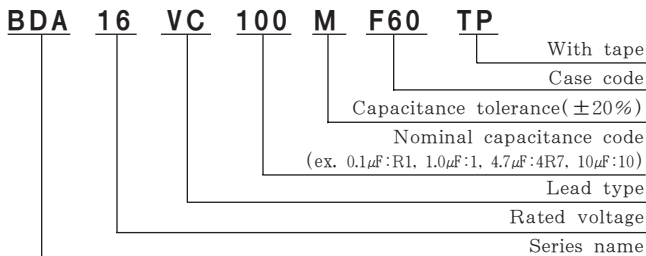 BDA 16 VC 100 M F60 TP
With tape
Case code
Capacitance tolerance(±20%)
Nominal capacitance code
(ex. 0.1μF:R1, 1.0μF:1, 4.7μF:4R7, 10μF:10)
Lead type
Rated voltage
Series name